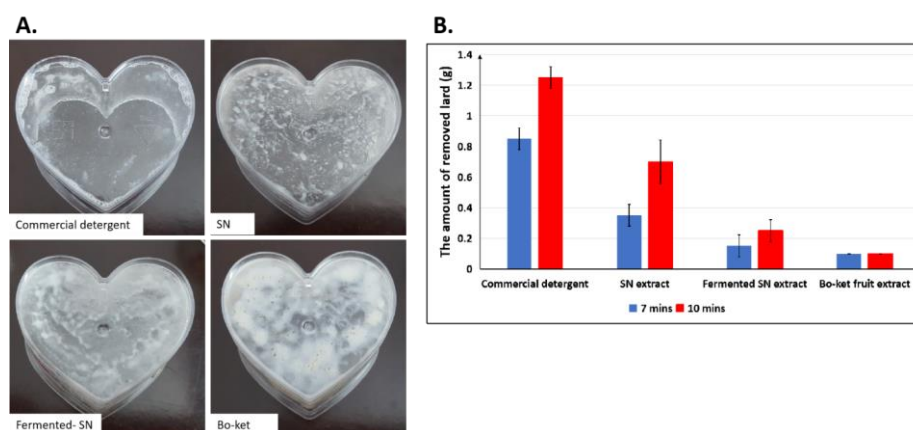 A.
Commercial detergent
SN
Fermented- SN
Bo-ket
B.
The amount of removed lard (g)
1.4
1.2
1
0.8
0.6
0.4
0.2
0
Commercial detergent SN extract Fermented SN extract Bo-ket fruit extract
7 mins 10 mins